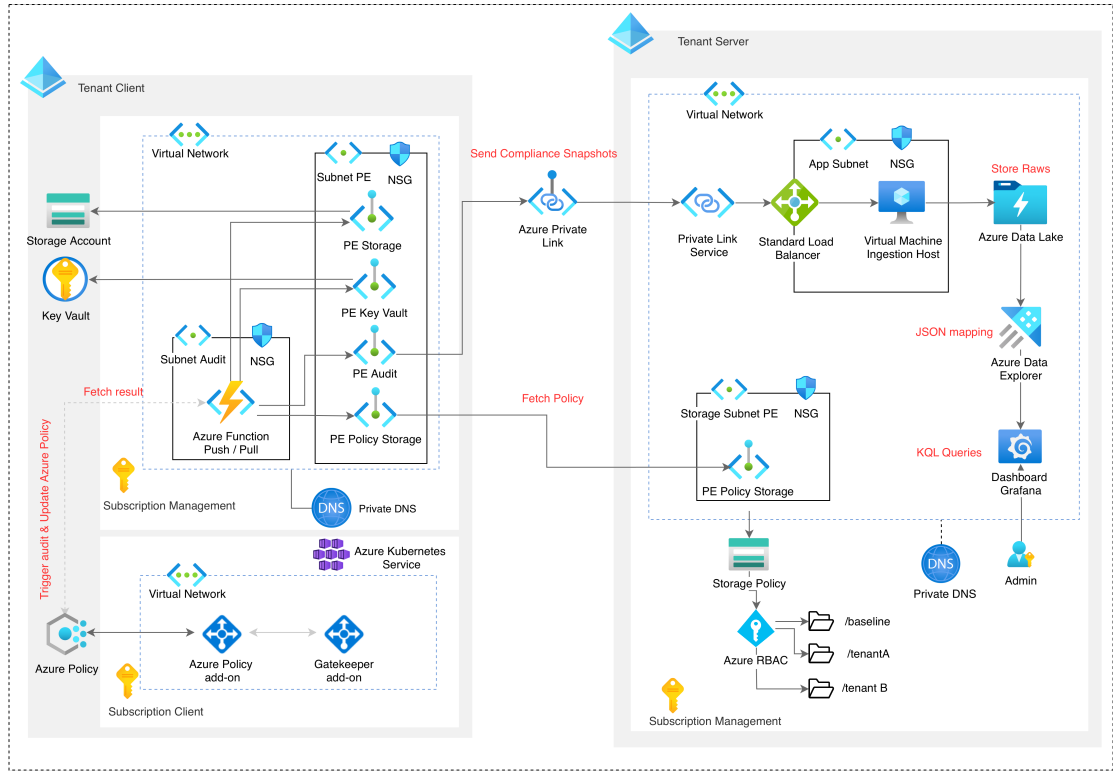 Tenant Server
Tenant Client
Virtual Network
Virtual Network
Subnet PE
NSG
Send Compliance Snapshots
App Subnet
NSG
Store Raws
Storage Account
PE Storage
Azure Private
Link
Private Link
Service
Standard Load
Balancer
Virtual Machine
Ingestion Host
Azure Data Lake
Key Vault
PE Key Vault
JSON mapping
Subnet Audit
NSG
PE Audit
Azure Data
Explorer
Fetch result
Fetch Policy
Storage Subnet PE
NSG
Azure Function
Push / Pull
PE Policy Storage
KQL Queries
Trigger audit & Update Azure Policy
Dashboard
Grafana
PE Policy Storage
Subscription Management
DNS
Private DNS
Azure Kubernetes
Service
Storage Policy
DNS
Private DNS
Admin
Virtual Network
/baseline
Azure Policy
Azure Policy
add-on
Gatekeeper
add-on
Azure RBAC
/tenantA
/tenant B
Subscription Client
Subscription Management